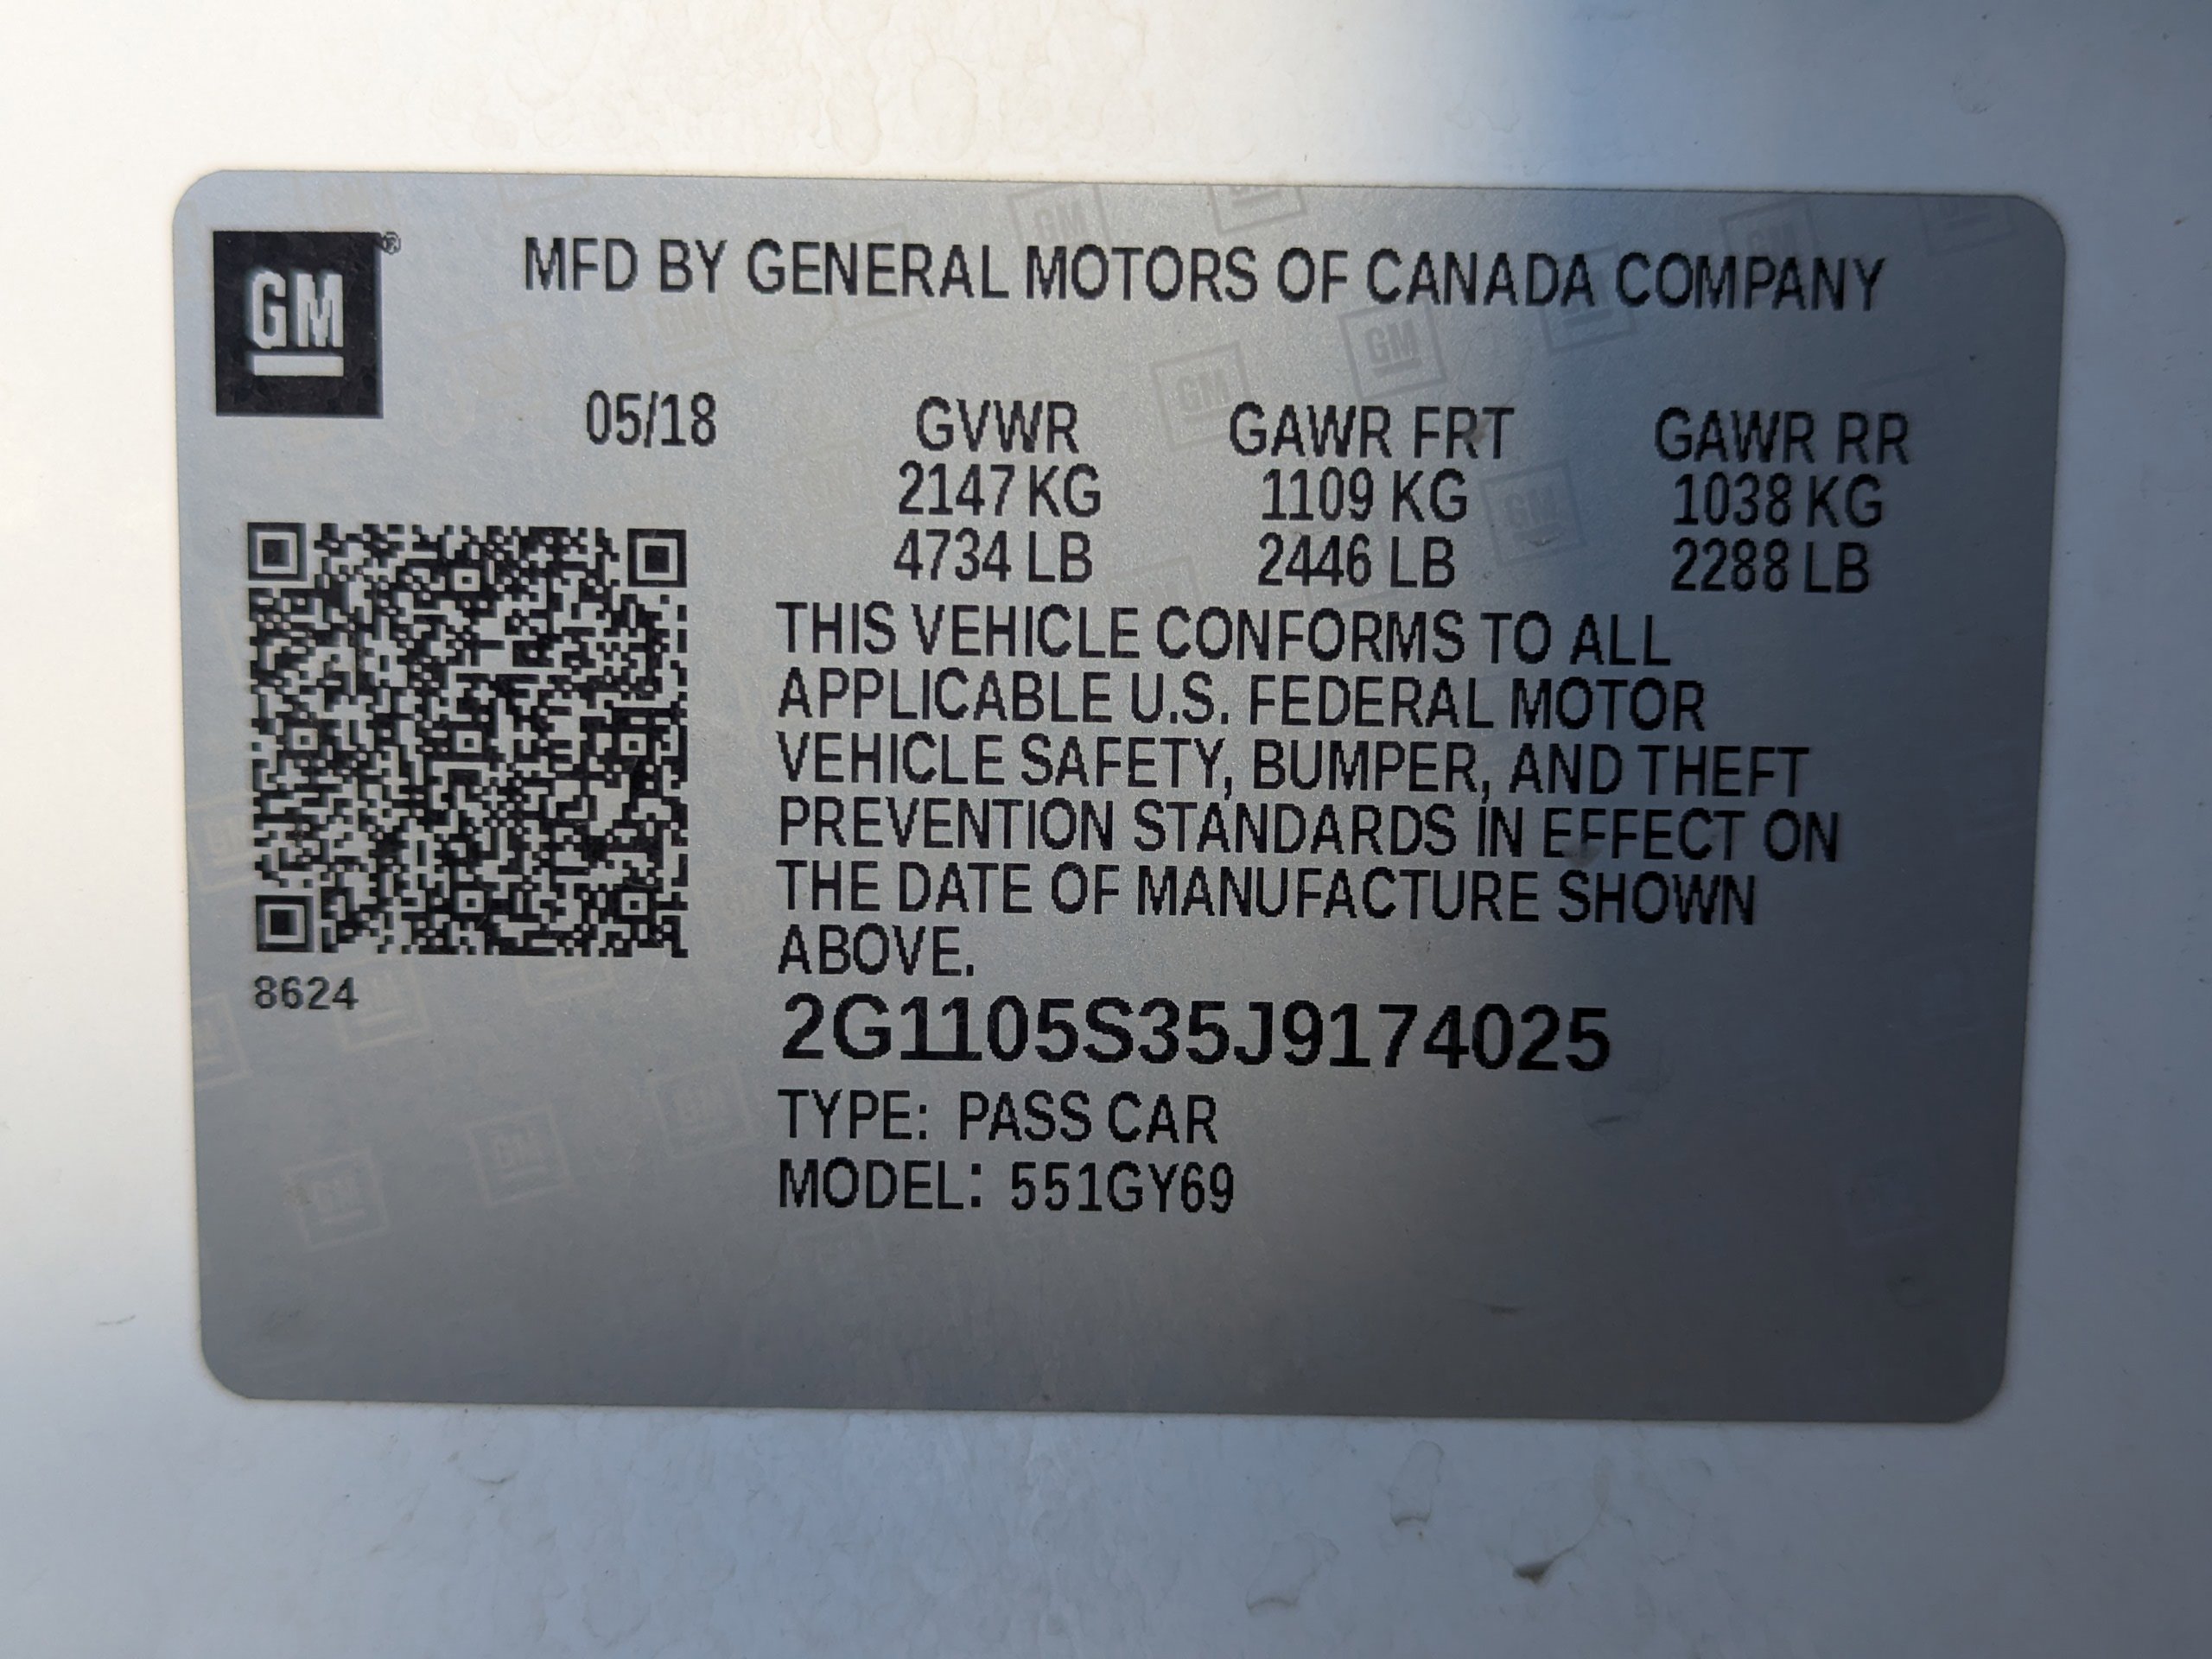 GM®
MFD BY GENERAL MOTORS OF CANADA COMPANY
05/18 GVWR GAWR FRT GAWR RR
2147 KG 1109 KG 1038 KG
4734 LB 2446 LB 2288 LB
THIS VEHICLE CONFORMS TO ALL
APPLICABLE U.S. FEDERAL MOTOR
VEHICLE SAFETY, BUMPER, AND THEFT
PREVENTION STANDARDS IN EFFECT ON
THE DATE OF MANUFACTURE SHOWN
ABOVE.
8624
2G1105S35J9174025
TYPE: PASS CAR
MODEL: 551GY69